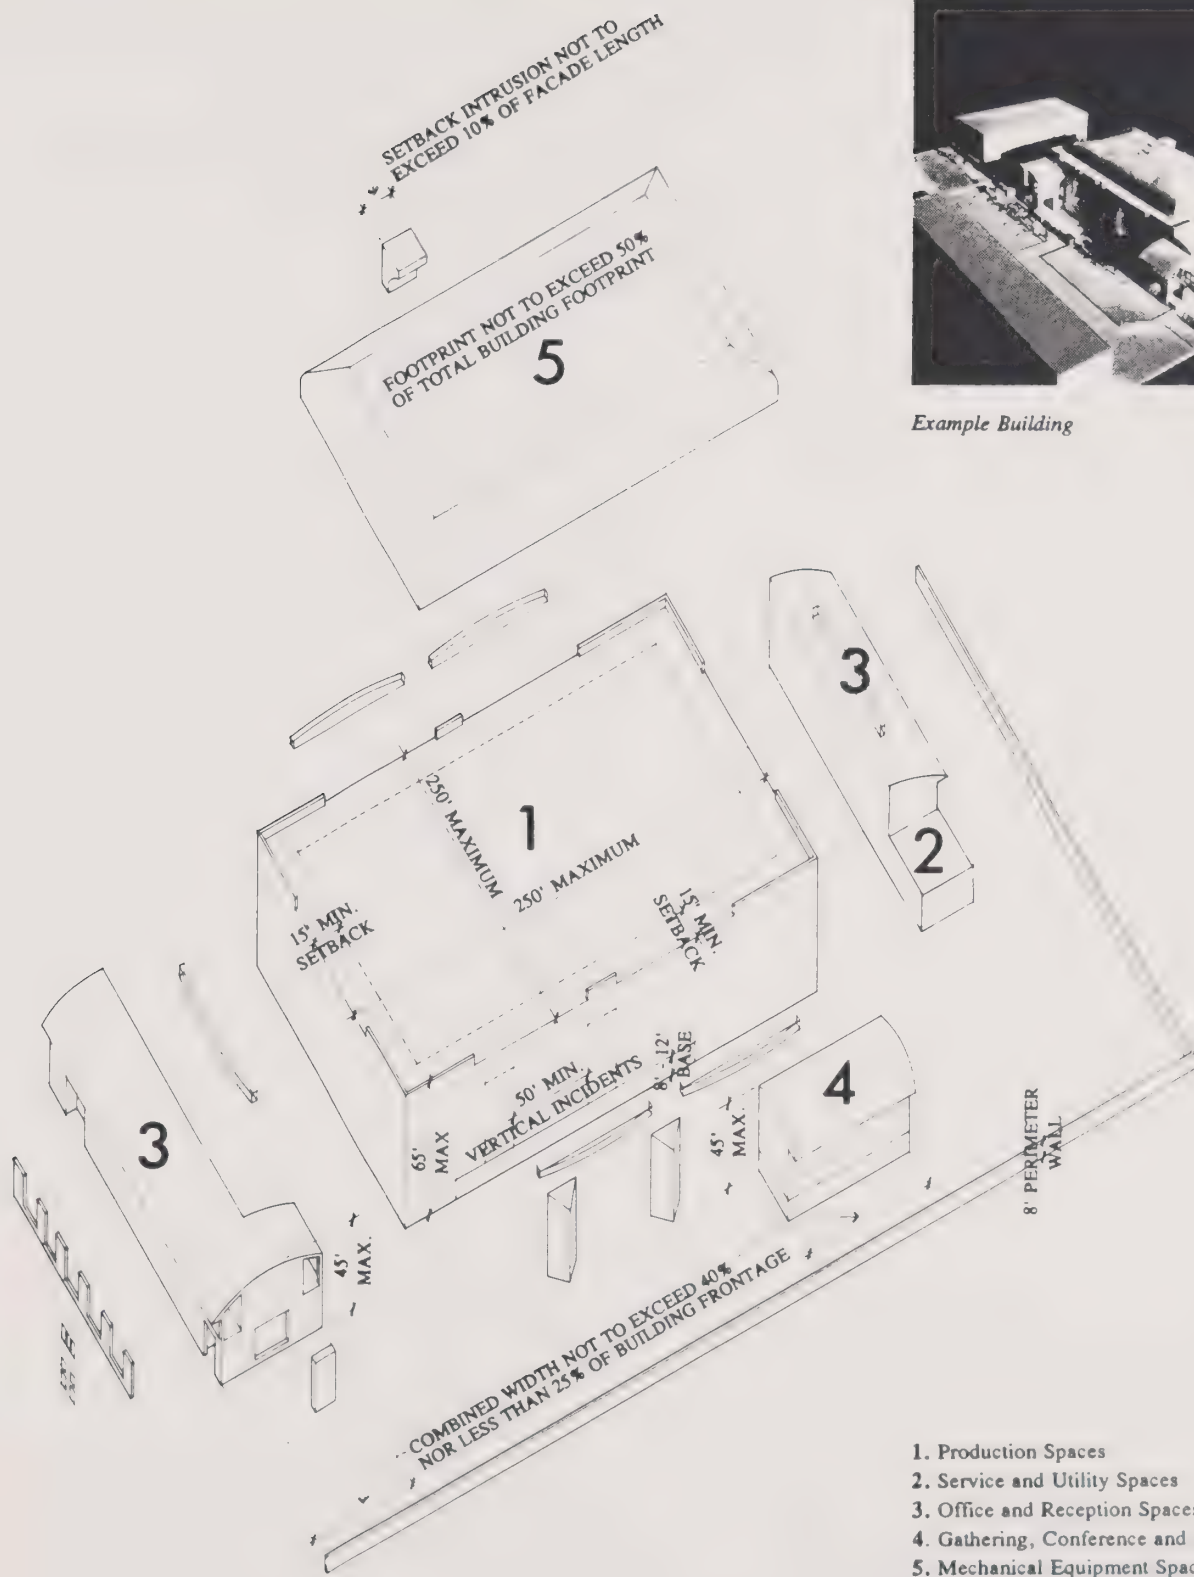 SETBACK INTRUSION NOT TO
EXCEED 10% OF FACADE LENGTH
FOOTPRINT NOT TO EXCEED 50%
OF TOTAL BUILDING FOOTPRINT
5
Example Building
3
2
1
250' MAXIMUM
250' MAXIMUM
15' MIN.
SETBACK
15' MIN.
SETBACK
8' - 12'
BASE
50' MIN.
VERTICAL INCIDENTS
65'
MAX
4
45'
MAX.
3
45'
MAX.
8' PERIMETER
WALL
COMBINED WIDTH NOT TO EXCEED 40%
NOR LESS THAN 25% OF BUILDING FRONTAGE
1. Production Spaces
2. Service and Utility Spaces
3. Office and Reception Spaces
4. Gathering, Conference and
5. Mechanical Equipment Spac